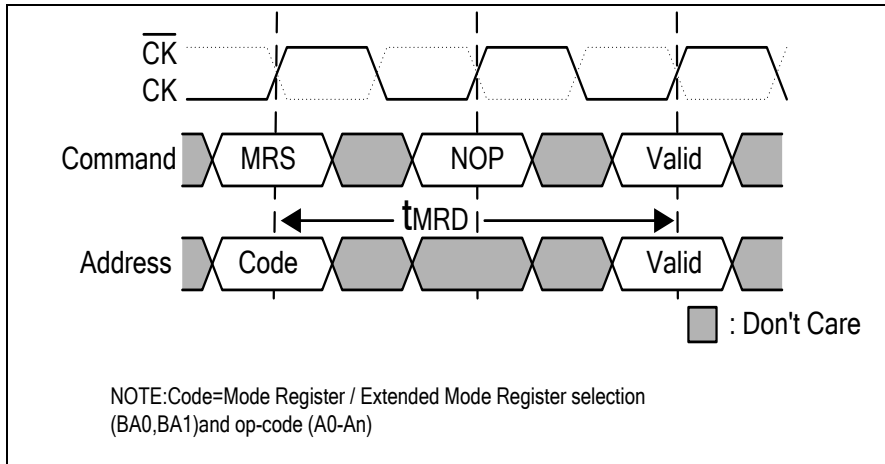 CK
CK
Command MRS NOP Valid
tMRD
Address Code Valid
: Don't Care
NOTE:Code=Mode Register / Extended Mode Register selection
(BA0,BA1)and op-code (A0-An)